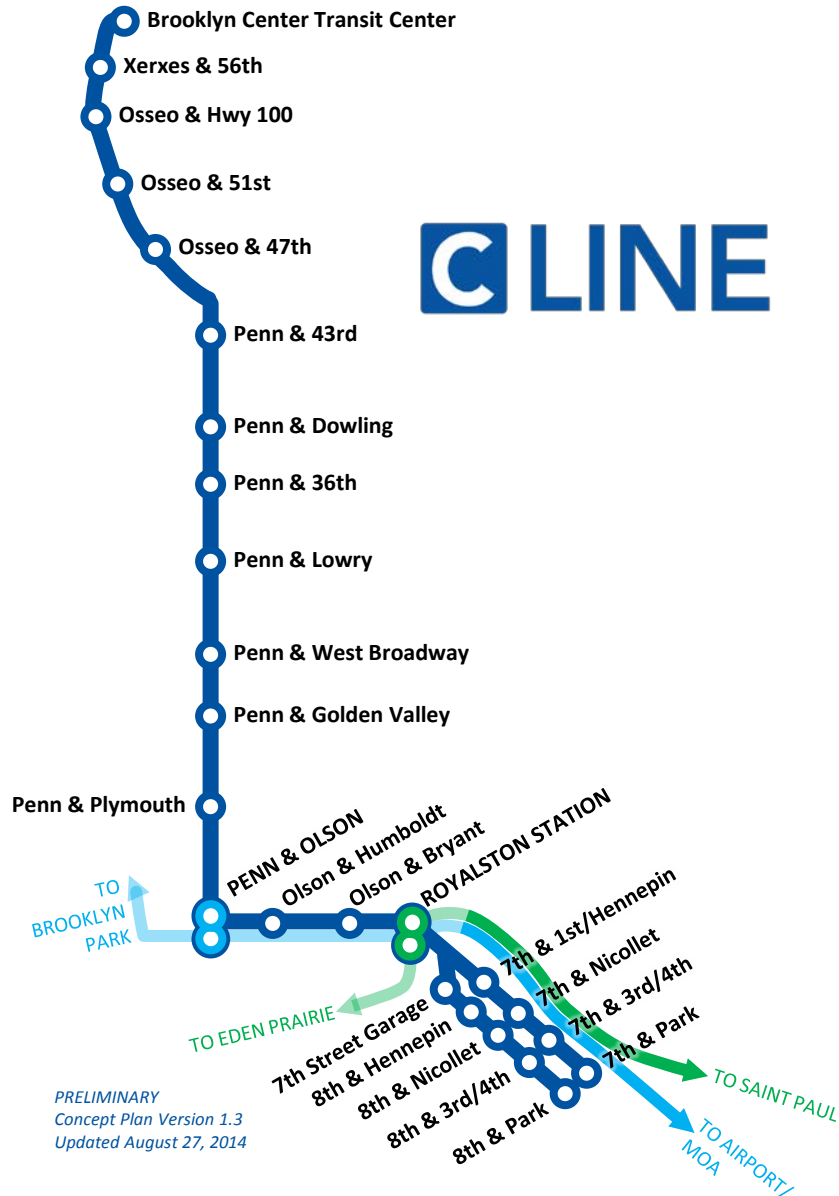 Brooklyn Center Transit Center
Xerxes & 56th
Osseo & Hwy 100
Osseo & 51st
Osseo & 47th
C LINE
Penn & 43rd
Penn & Dowling
Penn & 36th
Penn & Lowry
Penn & West Broadway
Penn & Golden Valley
Penn & Plymouth
PENN & OLSON
Olson & Humboldt
Olson & Bryant
ROYALSTON STATION
TO
BROOKLYN
PARK
7th & 1st/Hennepin
7th & Nicollet
7th & 3rd/4th
7th & Park
TO EDEN PRAIRIE
7th Street Garage
8th & Hennepin
8th & Nicollet
8th & 3rd/4th
8th & Park
TO SAINT PAUL
TO AIRPORT/
MOA
PRELIMINARY
Concept Plan Version 1.3
Updated August 27, 2014